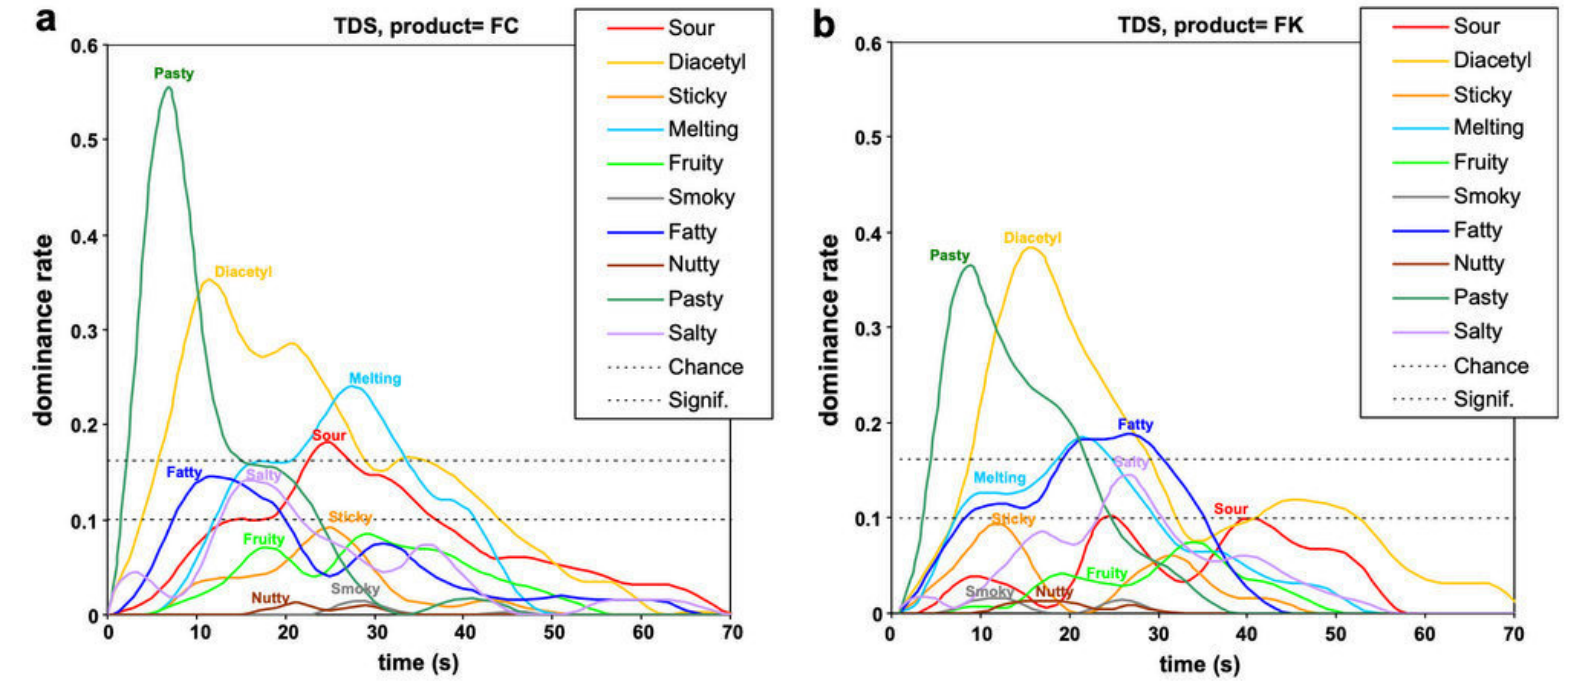 a
TDS, product= FC
dominance rate
0.6
0.5
0.4
0.3
0.2
0.1
0
0 10 20 30 40 50 60 70
time (s)
Pasty
Diacetyl
Melting
Sour
Fatty
Salty
Sticky
Fruity
Smoky
Nutty
Sour
Diacetyl
Sticky
Melting
Fruity
Smoky
Fatty
Nutty
Pasty
Salty
Chance
Signif.
b
TDS, product= FK
dominance rate
0.6
0.5
0.4
0.3
0.2
0.1
0
0 10 20 30 40 50 60 70
time (s)
Diacetyl
Pasty
Fatty
Salty
Melting
Sour
Sticky
Fruity
Smoky
Nutty
Sour
Diacetyl
Sticky
Melting
Fruity
Smoky
Fatty
Nutty
Pasty
Salty
Chance
Signif.